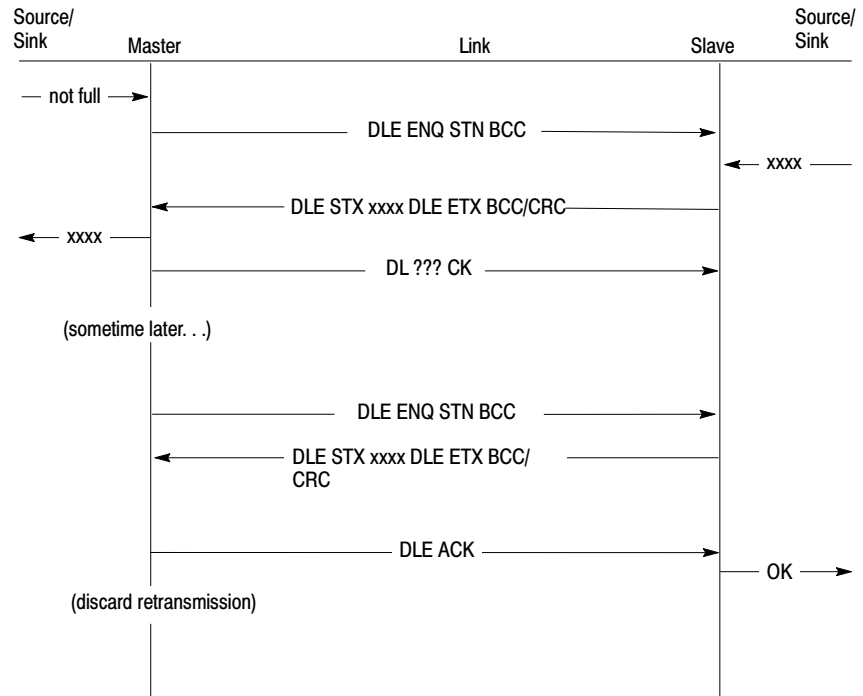 Source/
Sink
Master
Link
Slave
Source/
Sink
not full
DLE ENQ STN BCC
xxxx
DLE STX xxxx DLE ETX BCC/CRC
xxxx
DL ??? CK
(sometime later. . .)
DLE ENQ STN BCC
DLE STX xxxx DLE ETX BCC/
CRC
DLE ACK
OK
(discard retransmission)